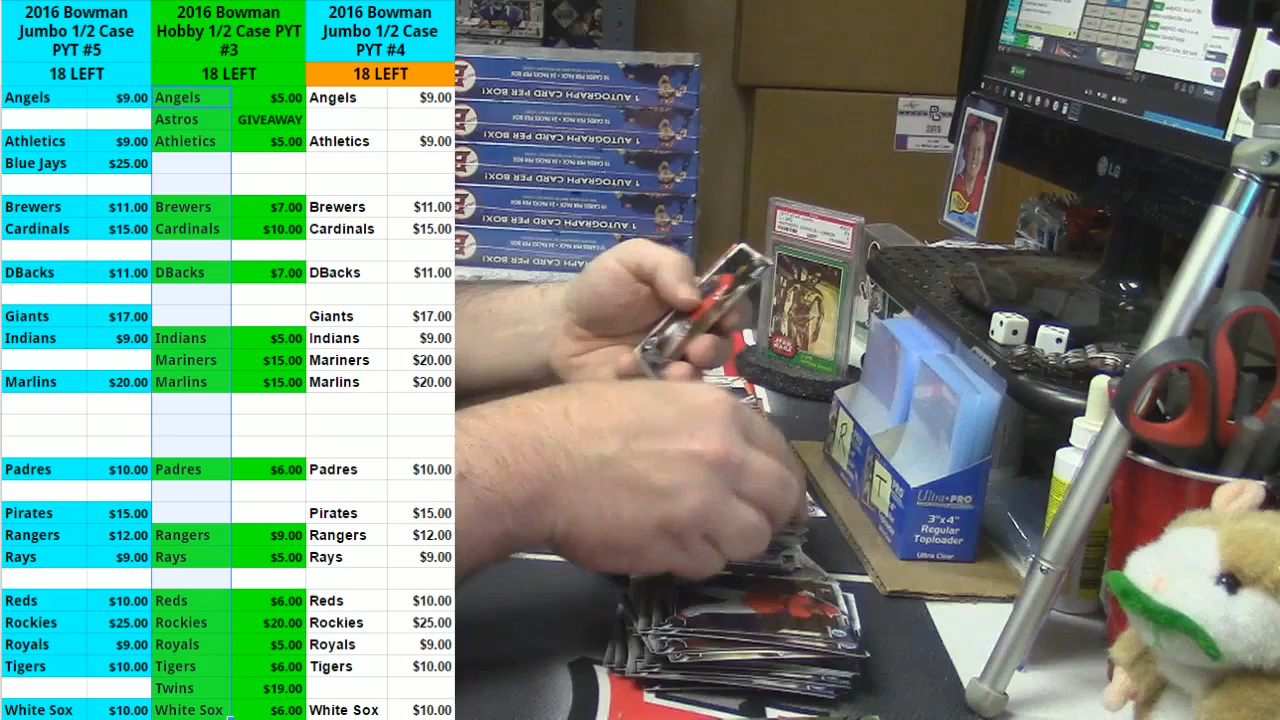 2016 Bowman Jumbo 1/2 Case PYT #5
2016 Bowman Hobby 1/2 Case PYT #3
2016 Bowman Jumbo 1/2 Case PYT #4
18 LEFT 18 LEFT 18 LEFT
Angels $9.00 Angels $5.00 Angels $9.00
Astros GIVEAWAY
Athletics $9.00 Athletics $5.00 Athletics $9.00
Blue Jays $25.00
Brewers $11.00 Brewers $7.00 Brewers $11.00
Cardinals $15.00 Cardinals $10.00 Cardinals $15.00
DBacks $11.00 DBacks $7.00 DBacks $11.00
Giants $17.00 Giants $17.00
Indians $9.00 Indians $5.00 Indians $9.00
Mariners $15.00 Mariners $20.00
Marlins $20.00 Marlins $15.00 Marlins $20.00
Padres $10.00 Padres $6.00 Padres $10.00
Pirates $15.00 Pirates $15.00
Rangers $12.00 Rangers $9.00 Rangers $12.00
Rays $9.00 Rays $5.00 Rays $9.00
Reds $10.00 Reds $6.00 Reds $10.00
Rockies $25.00 Rockies $20.00 Rockies $25.00
Royals $9.00 Royals $5.00 Royals $9.00
Tigers $10.00 Tigers $6.00 Tigers $10.00
Twins $19.00
White Sox $10.00 White Sox $6.00 White Sox $10.00
1 AUTOGRAPH CARD PER BOX!
1 AUTOGRAPH CARD PER BOX!
1 AUTOGRAPH CARD PER BOX!
1 AUTOGRAPH CARD PER BOX!
1 AUTOGRAPH CARD PER BOX!
1 AUTOGRAPH CARD PER BOX!
LG
STAR WARS
R
T
Ultra·PRO
3"x4"
Regular
Toploader
Ultra Clear